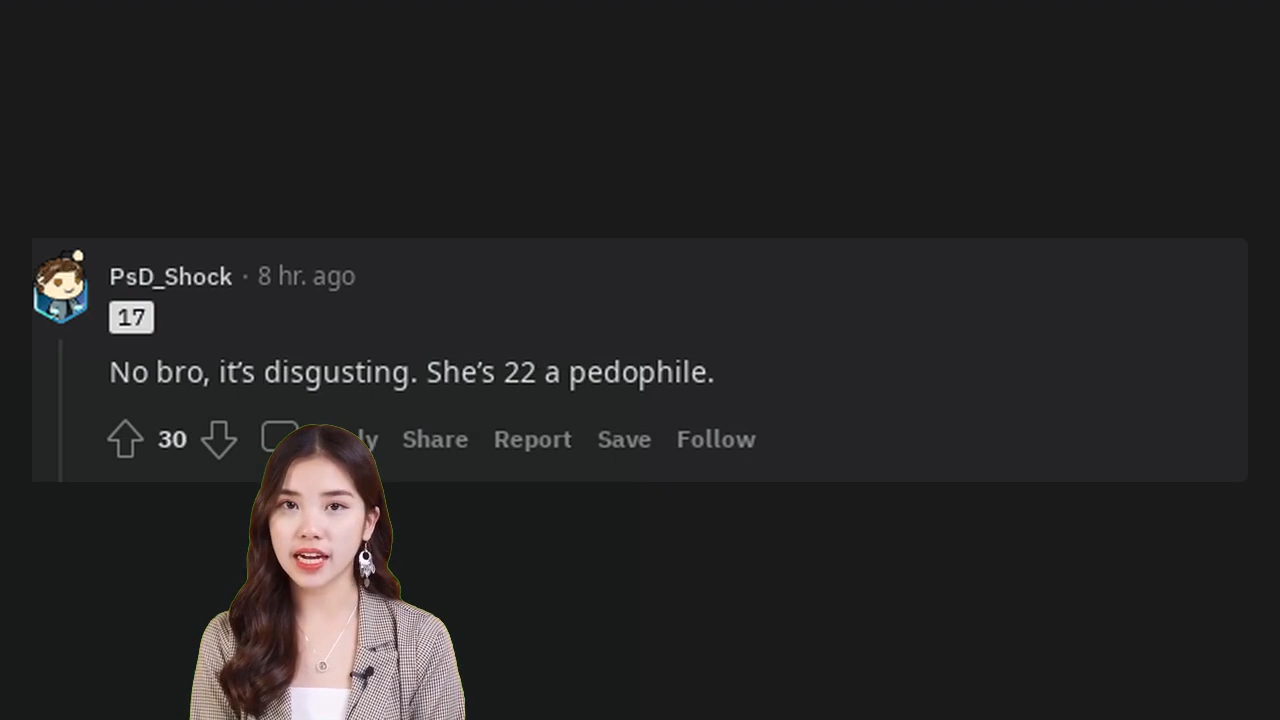 PsD_Shock · 8 hr. ago
17
No bro, it’s disgusting. She’s 22 a pedophile.
30 Share Report Save Follow